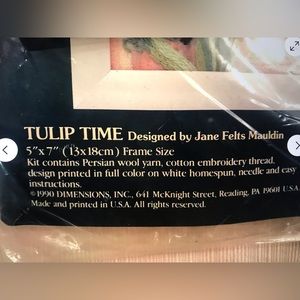 TULIP TIME Designed by Jane Felts Mauldin
5"x 7" (13x18cm) Frame Size
Kit contains Persian wool yarn, cotton embroidery thread,
design printed in full color on white homespun, needle and easy
instructions.
©1990 DIMENSIONS, INC., 641 McKnight Street, Reading, PA 19601 U.S.A.
Made and printed in U.S.A. All rights reserved.